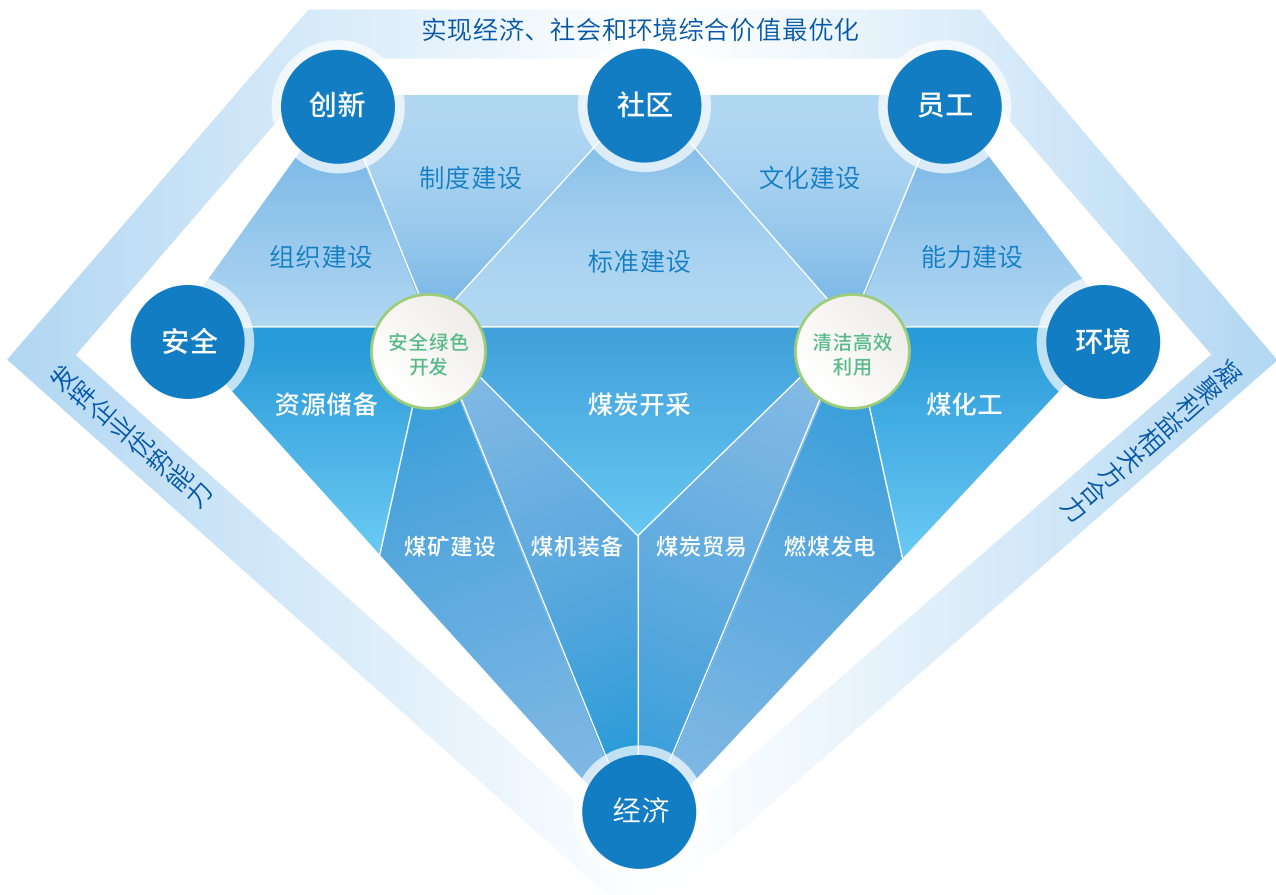 实现经济、社会和环境综合价值最优化
创新
社区
员工
制度建设
文化建设
组织建设
标准建设
能力建设
安全
安全绿色
开发
清洁高效
利用
环境
发挥企业优势能力
凝聚利益相关方合力
资源储备
煤炭开采
煤化工
煤矿建设
煤机装备
煤炭贸易
燃煤发电
经济